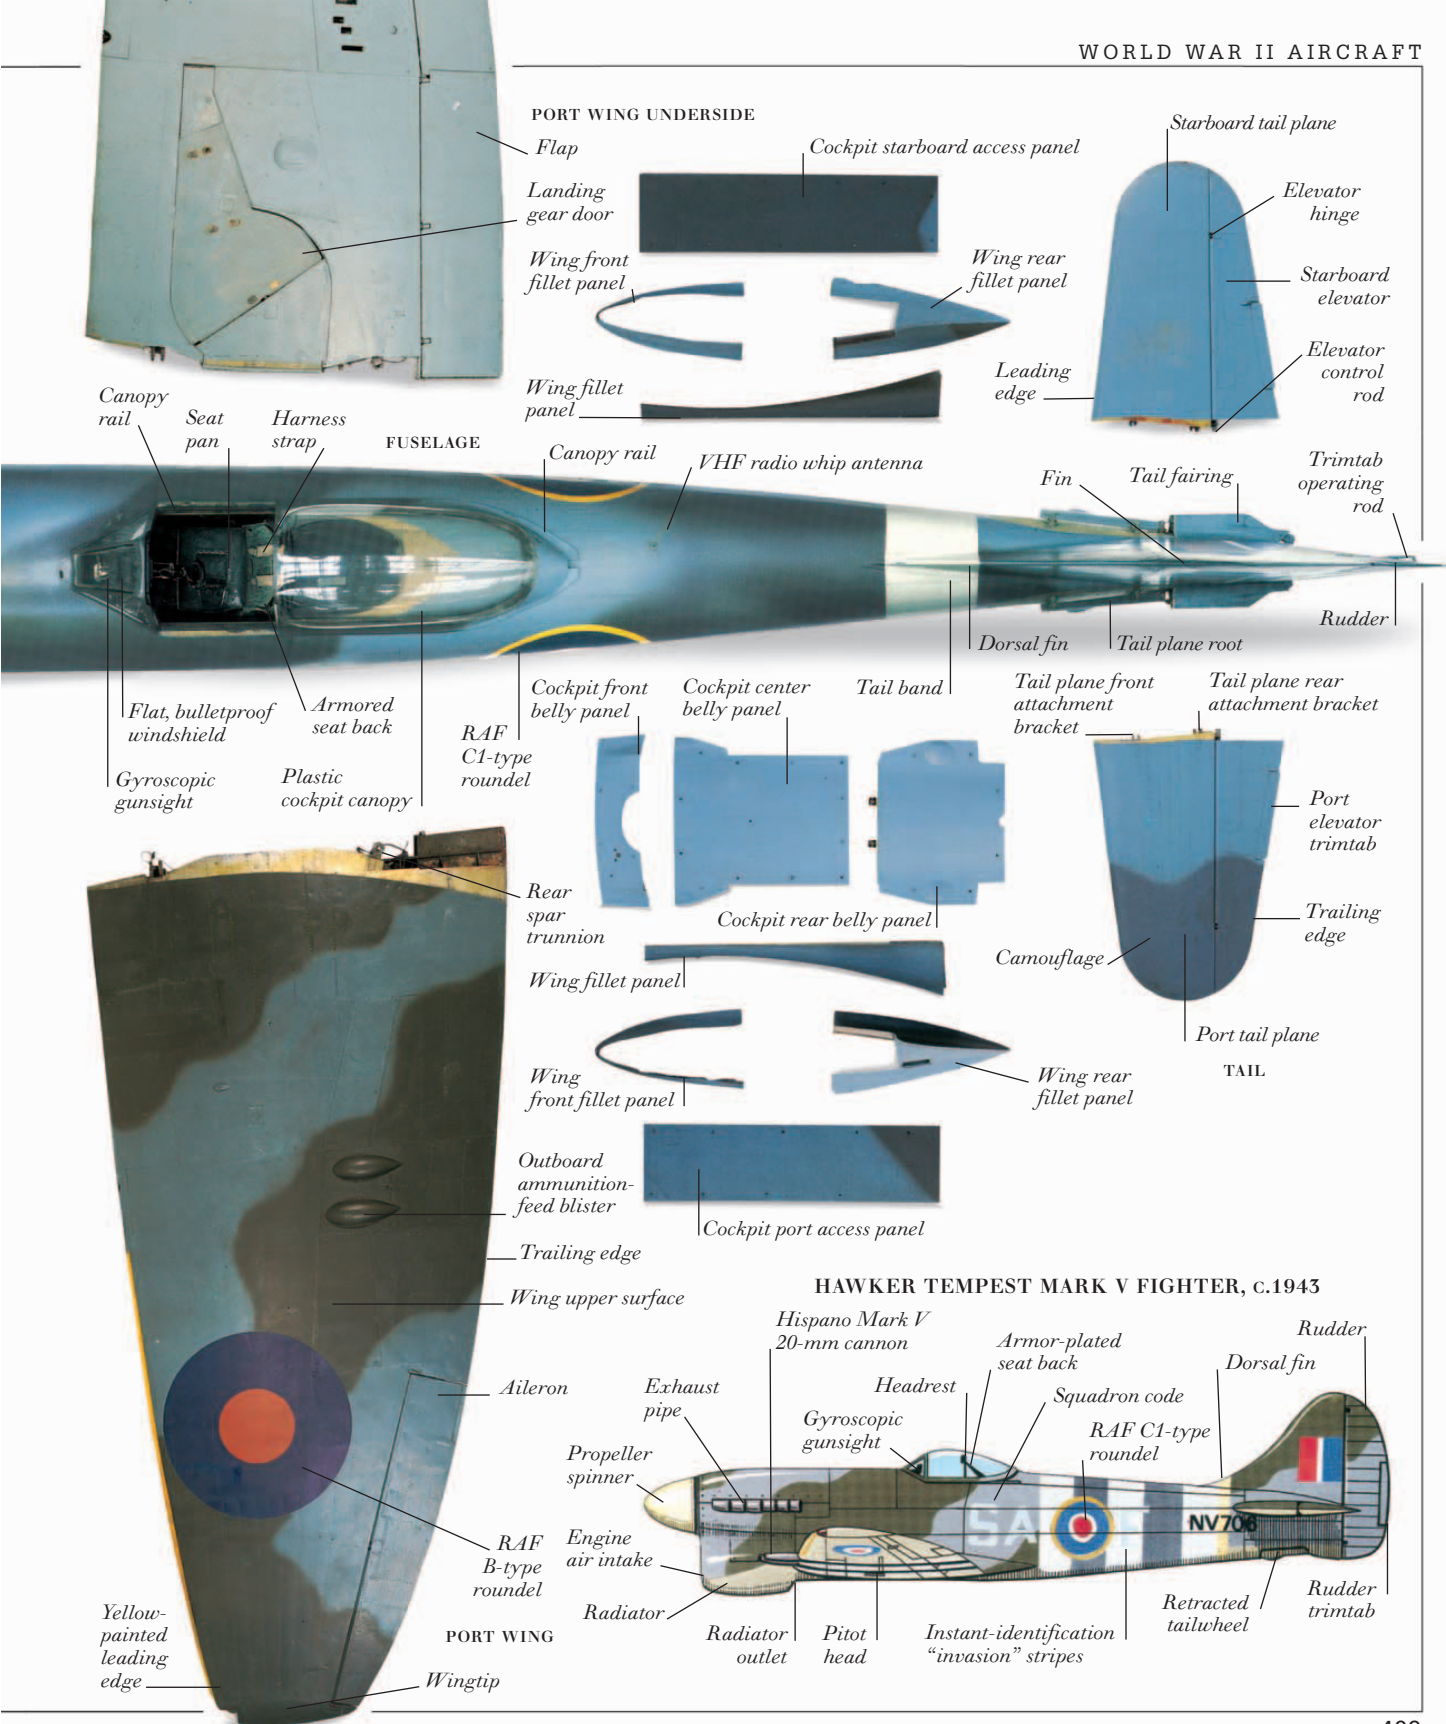 WORLD WAR II AIRCRAFT
PORT WING UNDERSIDE
Flap
Landing
gear door
Cockpit starboard access panel
Wing front
fillet panel
Wing rear
fillet panel
Wing fillet
panel
Starboard tail plane
Elevator
hinge
Starboard
elevator
Elevator
control
rod
Leading
edge
Canopy
rail
Seat
pan
Harness
strap
FUSELAGE
Canopy rail
VHF radio whip antenna
Fin
Tail fairing
Trimtab
operating
rod
Rudder
Dorsal fin
Tail plane root
Tail band
Flat, bulletproof
windshield
Armored
seat back
Gyroscopic
gunsight
Plastic
cockpit canopy
RAF
C1-type
roundel
Cockpit front
belly panel
Cockpit center
belly panel
Tail plane front
attachment
bracket
Tail plane rear
attachment bracket
Port
elevator
trimtab
Trailing
edge
Camouflage
Port tail plane
TAIL
Rear
spar
trunnion
Cockpit rear belly panel
Wing fillet panel
Wing
front fillet panel
Wing rear
fillet panel
Outboard
ammunition-
feed blister
Cockpit port access panel
Trailing edge
Wing upper surface
Aileron
RAF
B-type
roundel
Yellow-
painted
leading
edge
PORT WING
Wingtip
HAWKER TEMPEST MARK V FIGHTER, C.1943
Hispano Mark V
20-mm cannon
Armor-plated
seat back
Rudder
Dorsal fin
Exhaust
pipe
Headrest
Squadron code
Gyroscopic
gunsight
RAF C1-type
roundel
Propeller
spinner
SA
NV706
Engine
air intake
Radiator
Radiator
outlet
Pitot
head
Instant-identification
“invasion” stripes
Retracted
tailwheel
Rudder
trimtab